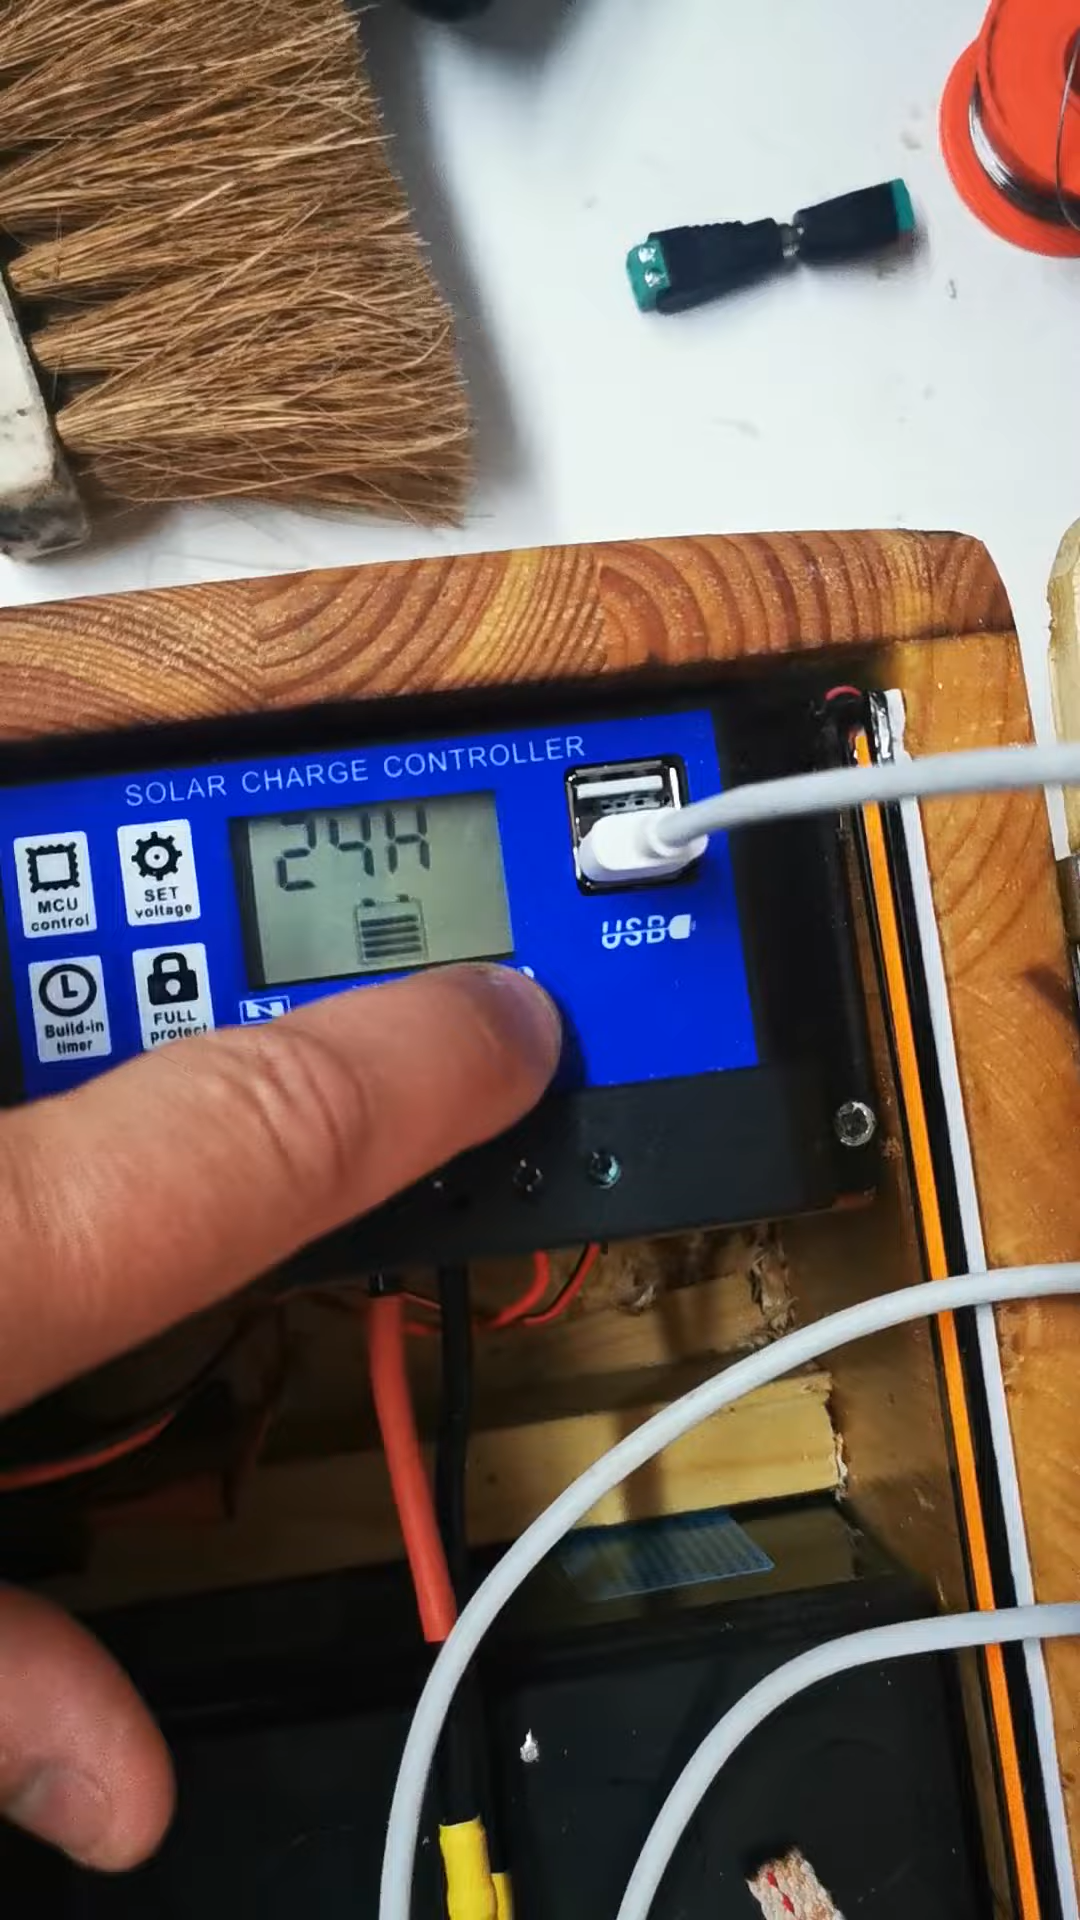 SOLAR CHARGE CONTROLLER
24H
MCU
control
SET
voltage
USB
Build-in
timer
FULL
protect